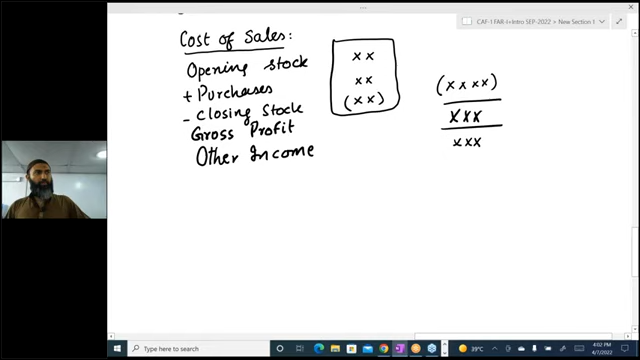 CAF-1 FAR-I+Intro SEP-2022 > New Section 1
Cost of Sales:
Opening stock xx
+ Purchases xx
- Closing Stock (xx) (xxxx)
Gross Profit xxx
Other Income xxx
Type here to search
39°C
4:02 PM
4/7/2022